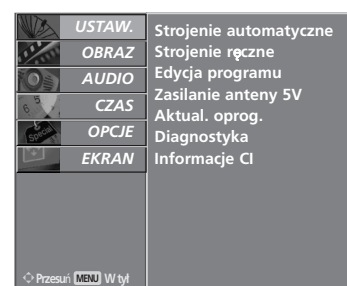 USTAW.
OBRAZ
AUDIO
CZAS
OPCJE
EKRAN
Strojenie automatyczne
Strojenie ręczne
Edycja programu
Zasilanie anteny 5V
Aktual. oprog.
Diagnostyka
Informacje CI
Special
Przesuń MENU W tył